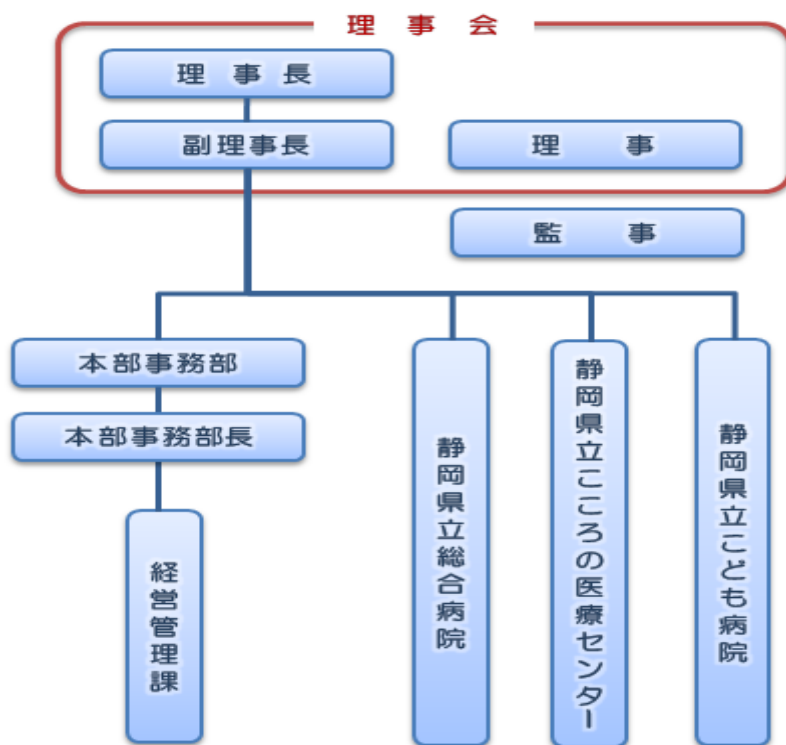 理事会
理事長
副理事長
理事
監事
本部事務部
本部事務部長
経営管理課
静岡県立総合病院
静岡県立こころの医療センター
静岡県立こども病院